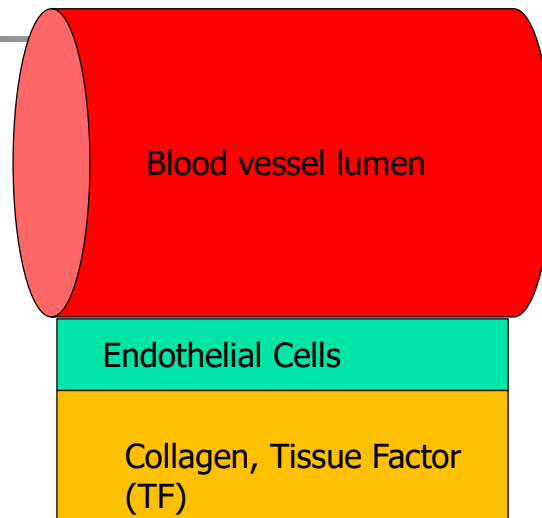 Blood vessel lumen
Endothelial Cells
Collagen, Tissue Factor
(TF)